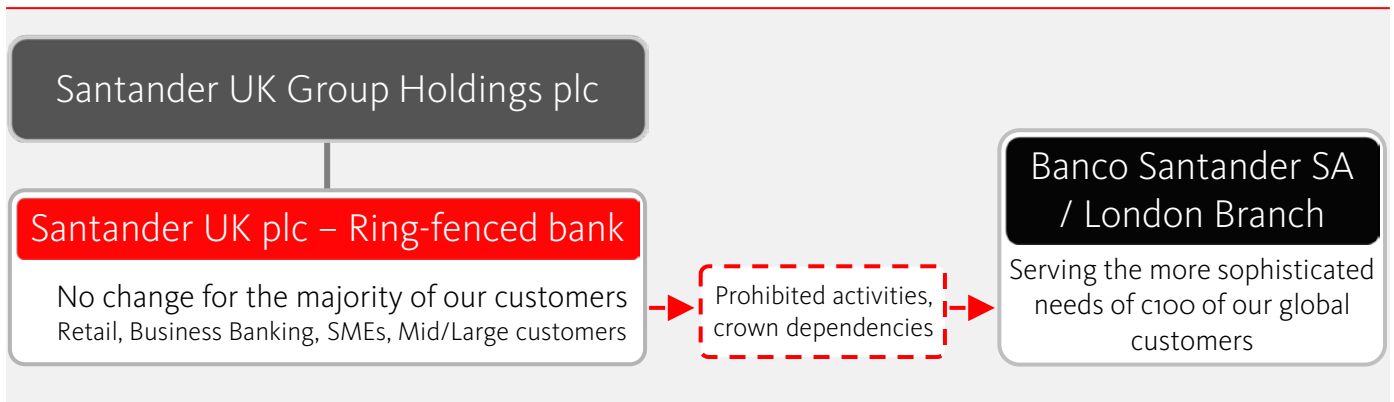 Santander UK Group Holdings plc
Santander UK plc – Ring-fenced bank
No change for the majority of our customers
Retail, Business Banking, SMEs, Mid/Large customers
Prohibited activities,
crown dependencies
Banco Santander SA
/ London Branch
Serving the more sophisticated
needs of c100 of our global
customers